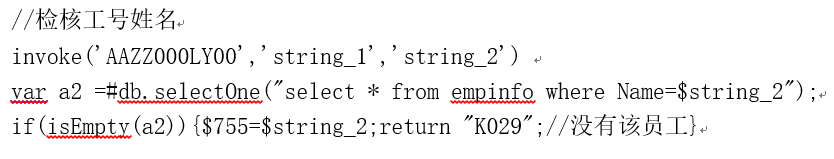 //检核工号姓名
invoke('AAZZ000LY00','string_1','string_2')
var a2 =#db.selectOne("select * from empinfo where Name=$string_2");
if(isEmpty(a2)){$755=$string_2;return "K029";//没有该员工}